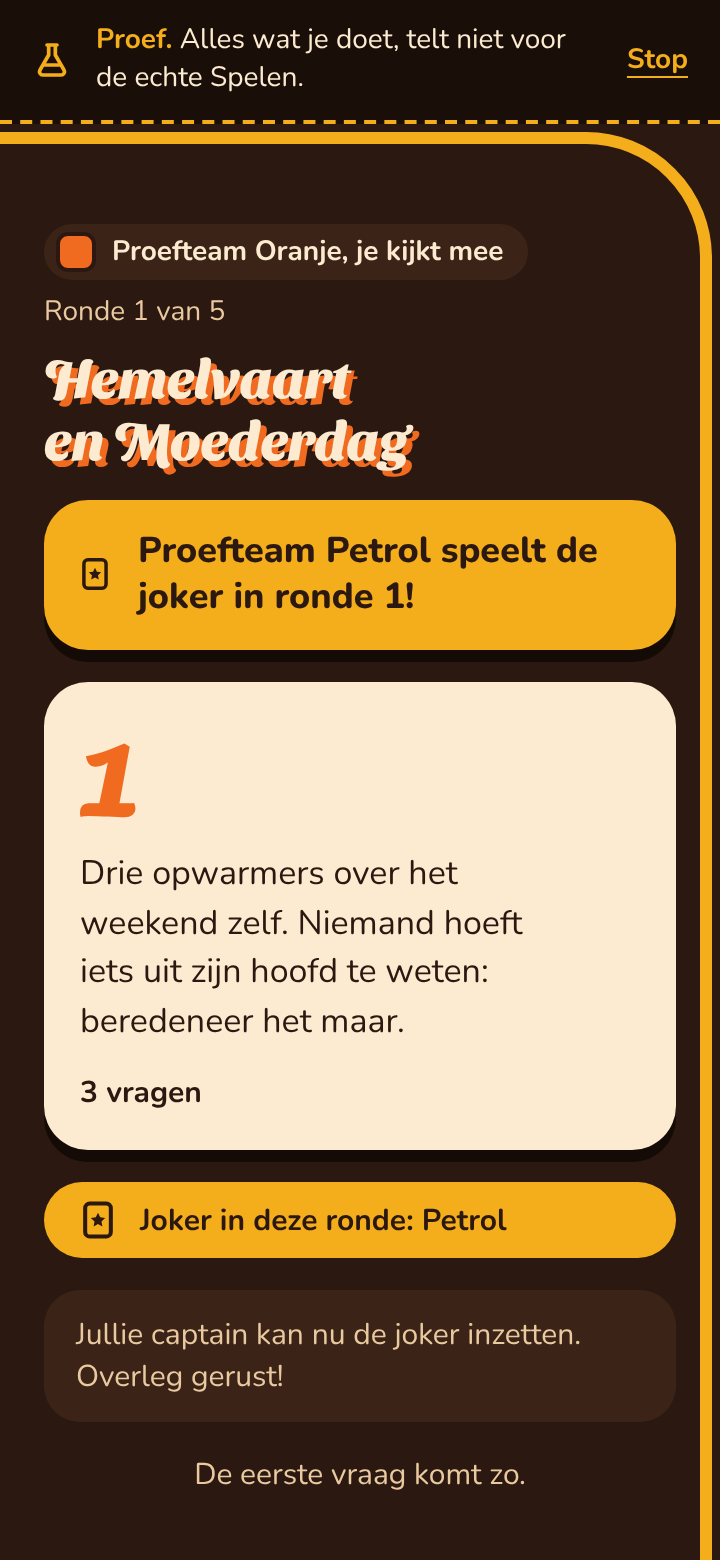 Proef. Alles wat je doet, telt niet voor
de echte Spelen.
Stop
Proefteam Oranje, je kijkt mee
Ronde 1 van 5
Hemelvaart
en Moederdag
Proefteam Petrol speelt de
joker in ronde 1!
1
Drie opwarmers over het
weekend zelf. Niemand hoeft
iets uit zijn hoofd te weten:
beredeneer het maar.
3 vragen
Joker in deze ronde: Petrol
Jullie captain kan nu de joker inzetten.
Overleg gerust!
De eerste vraag komt zo.